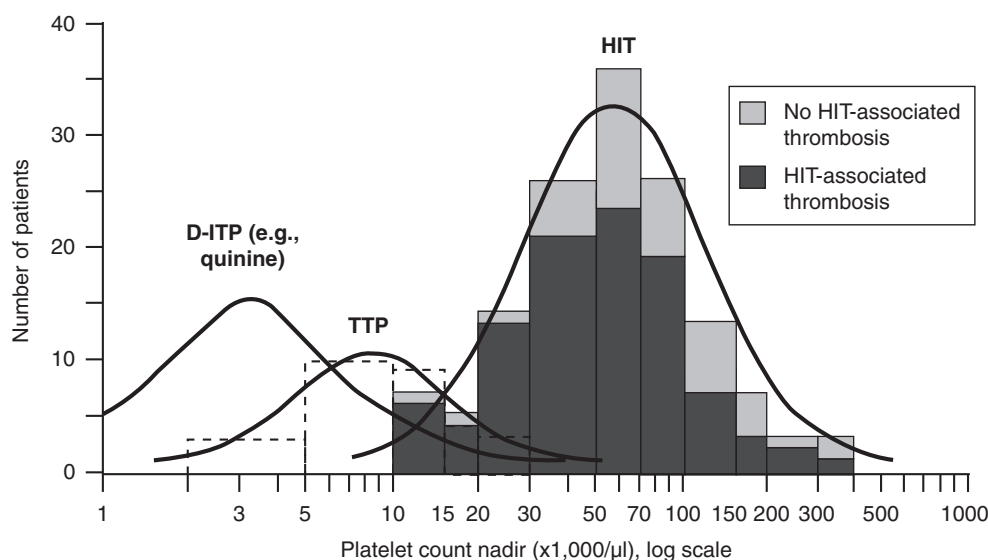 40
30
20
10
0
Number of patients
D-ITP (e.g.,
quinine)
TTP
HIT
No HIT-associated
thrombosis
HIT-associated
thrombosis
1 3 5 10 15 20 30 50 70 100 150 200 300 500 1000
Platelet count nadir (x1,000/μl), log scale